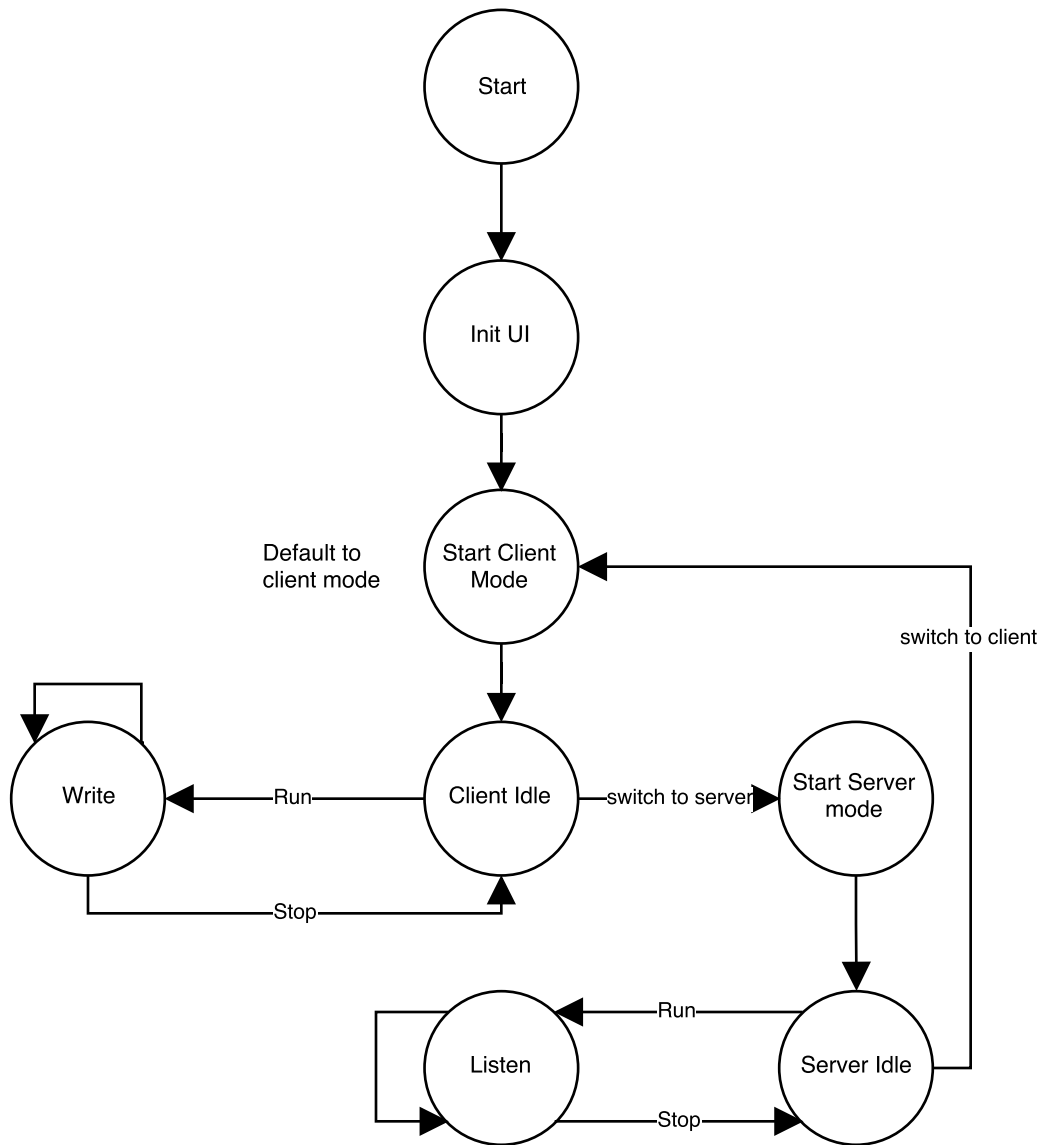 Start
Init UI
Default to
client mode
Start Client
Mode
switch to client
Write
Run
Client Idle
switch to server
Start Server
mode
Stop
Listen
Run
Server Idle
Stop